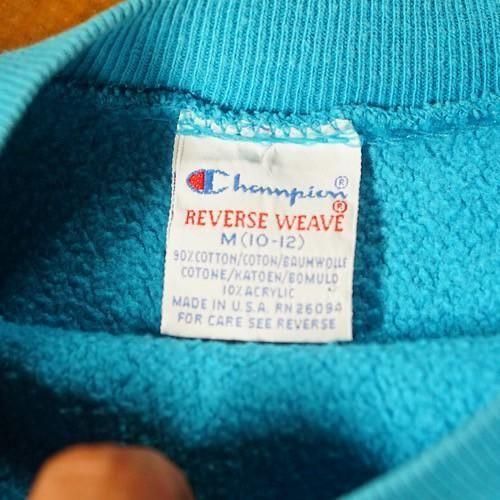 Champion®
REVERSE WEAVE®
M (10-12)
90% COTTON/COTON/BAUMWOLLE
COTONE/KATOEN/BOMULD
10% ACRYLIC
MADE IN U.S.A. RN 26094
FOR CARE SEE REVERSE